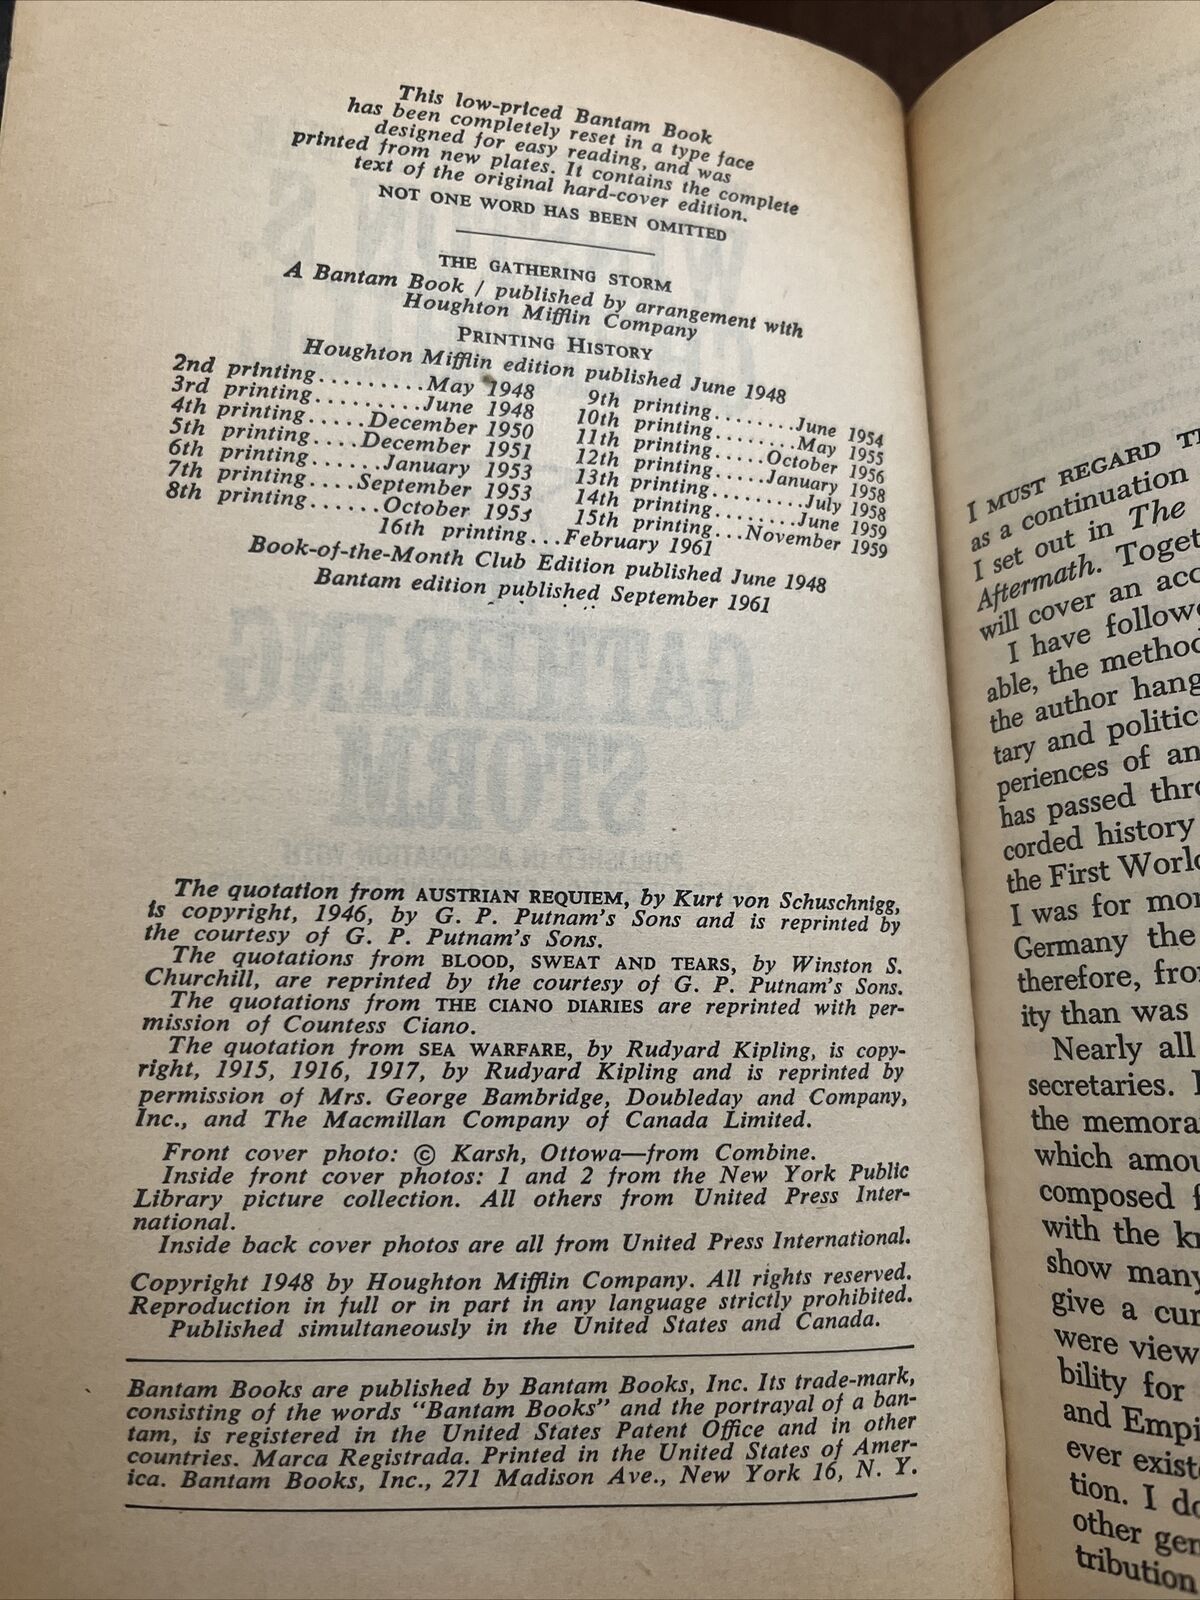 This low-priced Bantam Book
has been completely reset in a type face
designed for easy reading, and was
printed from new plates. It contains the complete
text of the original hard-cover edition.
NOT ONE WORD HAS BEEN OMITTED
THE GATHERING STORM
A Bantam Book / published by arrangement with
Houghton Mifflin Company
PRINTING HISTORY
Houghton Mifflin edition published June 1948
2nd printing.........May 1948
3rd printing.........June 1948
4th printing.....December 1950
5th printing....December 1951
6th printing......January 1953
7th printing....September 1953
8th printing......October 1953
9th printing........June 1954
10th printing........May 1955
11th printing.....October 1956
12th printing.....January 1958
13th printing.........July 1958
14th printing........June 1959
15th printing...November 1959
16th printing...February 1961
Book-of-the-Month Club Edition published June 1948
Bantam edition published September 1961
The quotation from AUSTRIAN REQUIEM, by Kurt von Schuschnigg,
is copyright, 1946, by G. P. Putnam's Sons and is reprinted by
the courtesy of G. P. Putnam's Sons.
The quotations from BLOOD, SWEAT AND TEARS, by Winston S.
Churchill, are reprinted by the courtesy of G. P. Putnam's Sons.
The quotations from THE CIANO DIARIES are reprinted with per-
mission of Countess Ciano.
The quotation from SEA WARFARE, by Rudyard Kipling, is copy-
right, 1915, 1916, 1917, by Rudyard Kipling and is reprinted by
permission of Mrs. George Bambridge, Doubleday and Company,
Inc., and The Macmillan Company of Canada Limited.
Front cover photo: © Karsh, Ottowa—from Combine.
Inside front cover photos: 1 and 2 from the New York Public
Library picture collection. All others from United Press Inter-
national.
Inside back cover photos are all from United Press International.
Copyright 1948 by Houghton Mifflin Company. All rights reserved.
Reproduction in full or in part in any language strictly prohibited.
Published simultaneously in the United States and Canada.
Bantam Books are published by Bantam Books, Inc. Its trade-mark,
consisting of the words "Bantam Books" and the portrayal of a ban-
tam, is registered in the United States Patent Office and in other
countries. Marca Registrada. Printed in the United States of Amer-
ica. Bantam Books, Inc., 271 Madison Ave., New York 16, N. Y.
I MUST REGARD
as a continuation
I set out in The
Aftermath. Toget
will cover an acc
I have followe
able, the method
the author hang
tary and politic
periences of an
has passed thro
corded history
the First World
I was for mor
Germany the
therefore, fro
ity than was
Nearly all
secretaries.
the memora
which amou
composed f
with the kn
show many
give a cur
were view
bility for
and Empi
ever existe
tion. I do
other gen
tribution